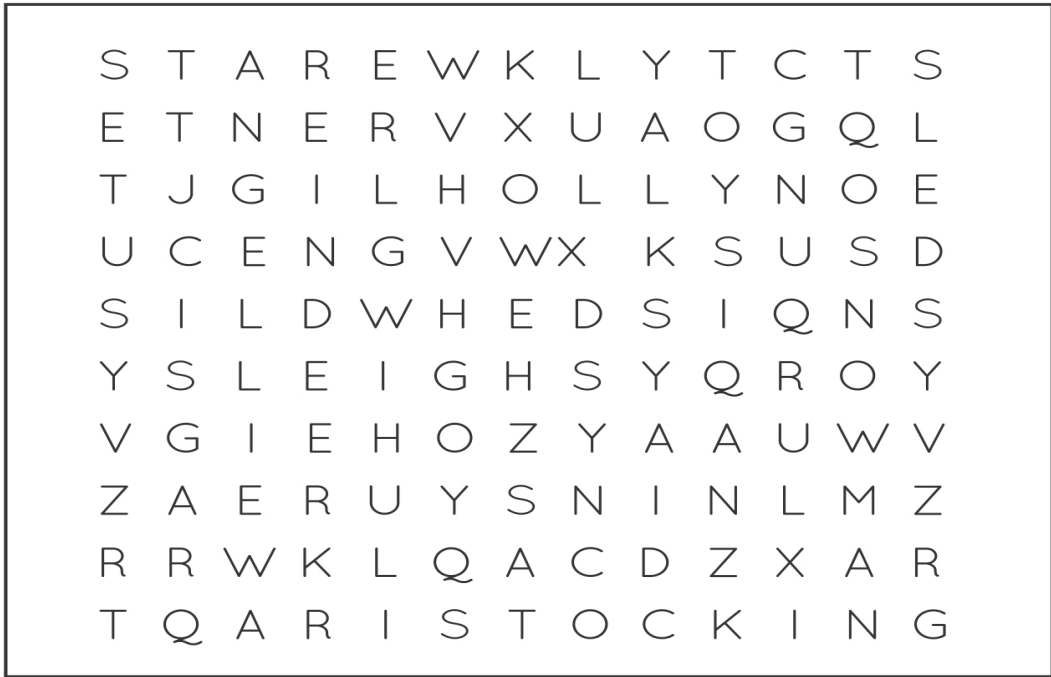 S T A R E W K L Y T C T S
E T N E R V X U A O G Q L
T J G I L H O L L Y N O E
U C E N G V W X K S U S D
S I L D W H E D S I Q N S
Y S L E I G H S Y Q R O Y
V G I E H O Z Y A A U W V
Z A E R U Y S N I N L M Z
R R W K L Q A C D Z X A R
T Q A R I S T O C K I N G